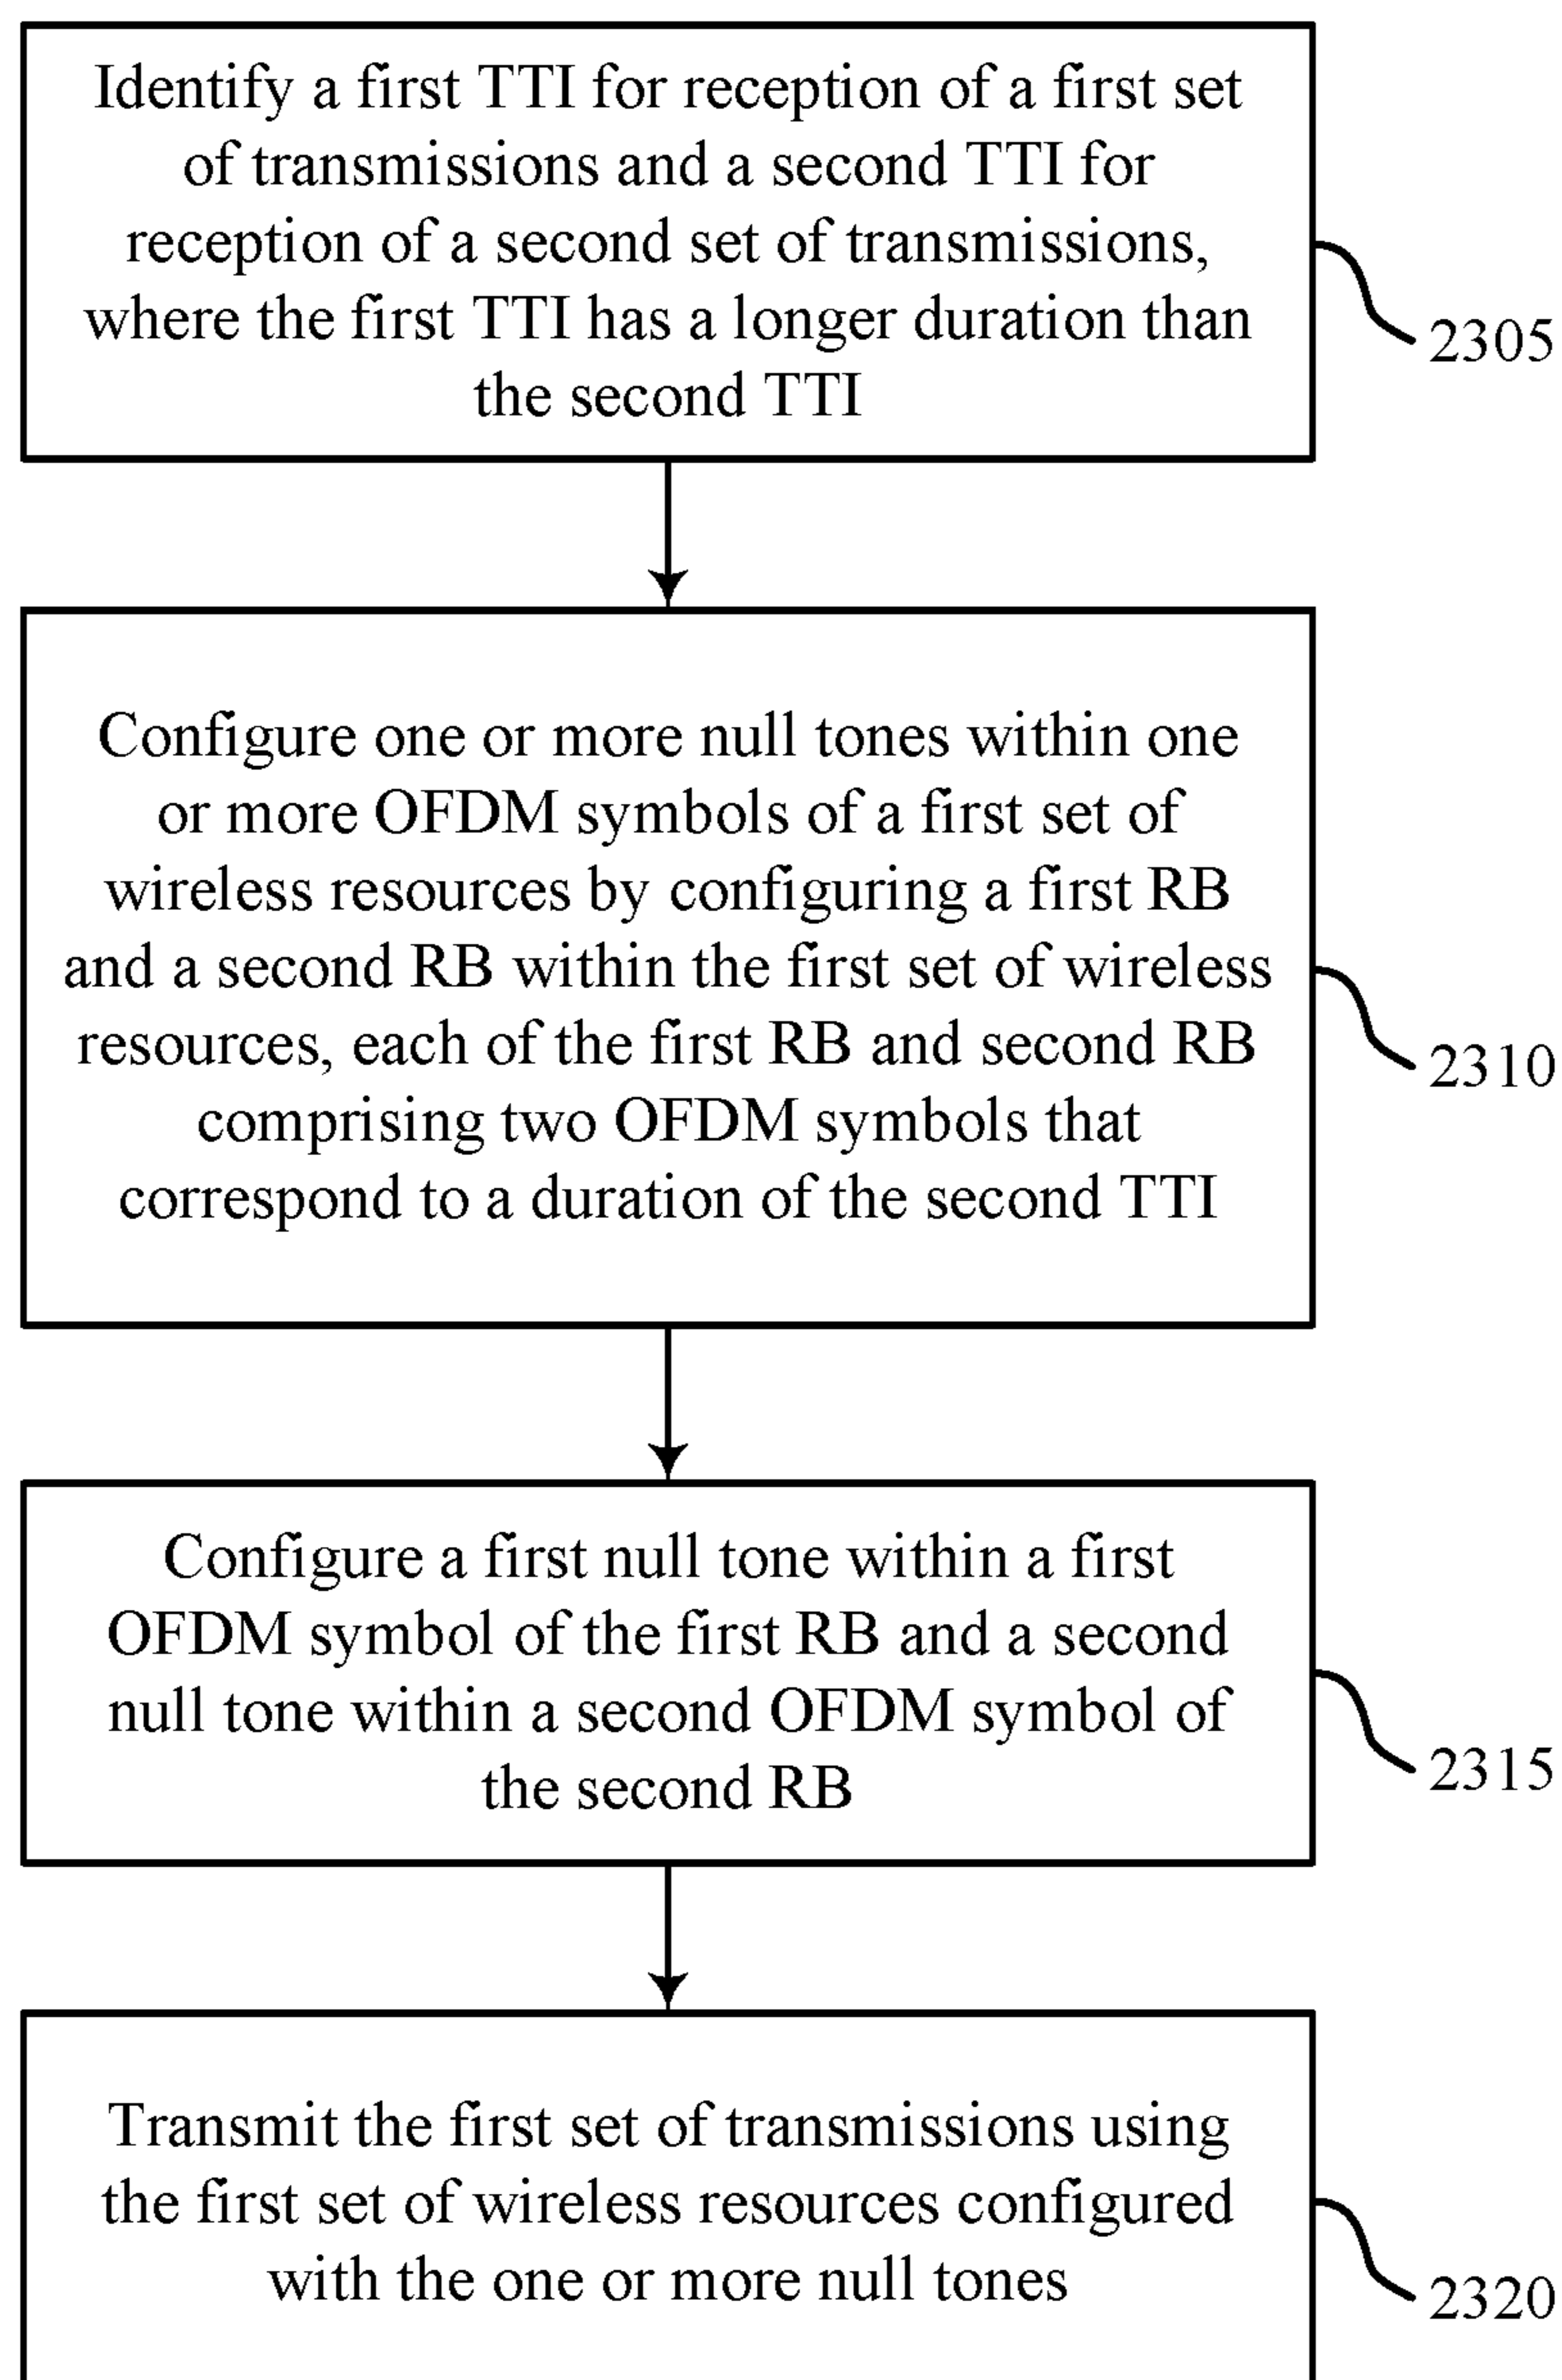 Identify a first TTI for reception of a first set
of transmissions and a second TTI for
reception of a second set of transmissions,
where the first TTI has a longer duration than
the second TTI
2305
Configure one or more null tones within one
or more OFDM symbols of a first set of
wireless resources by configuring a first RB
and a second RB within the first set of wireless
resources, each of the first RB and second RB
comprising two OFDM symbols that
correspond to a duration of the second TTI
2310
Configure a first null tone within a first
OFDM symbol of the first RB and a second
null tone within a second OFDM symbol of
the second RB
2315
Transmit the first set of transmissions using
the first set of wireless resources configured
with the one or more null tones
2320